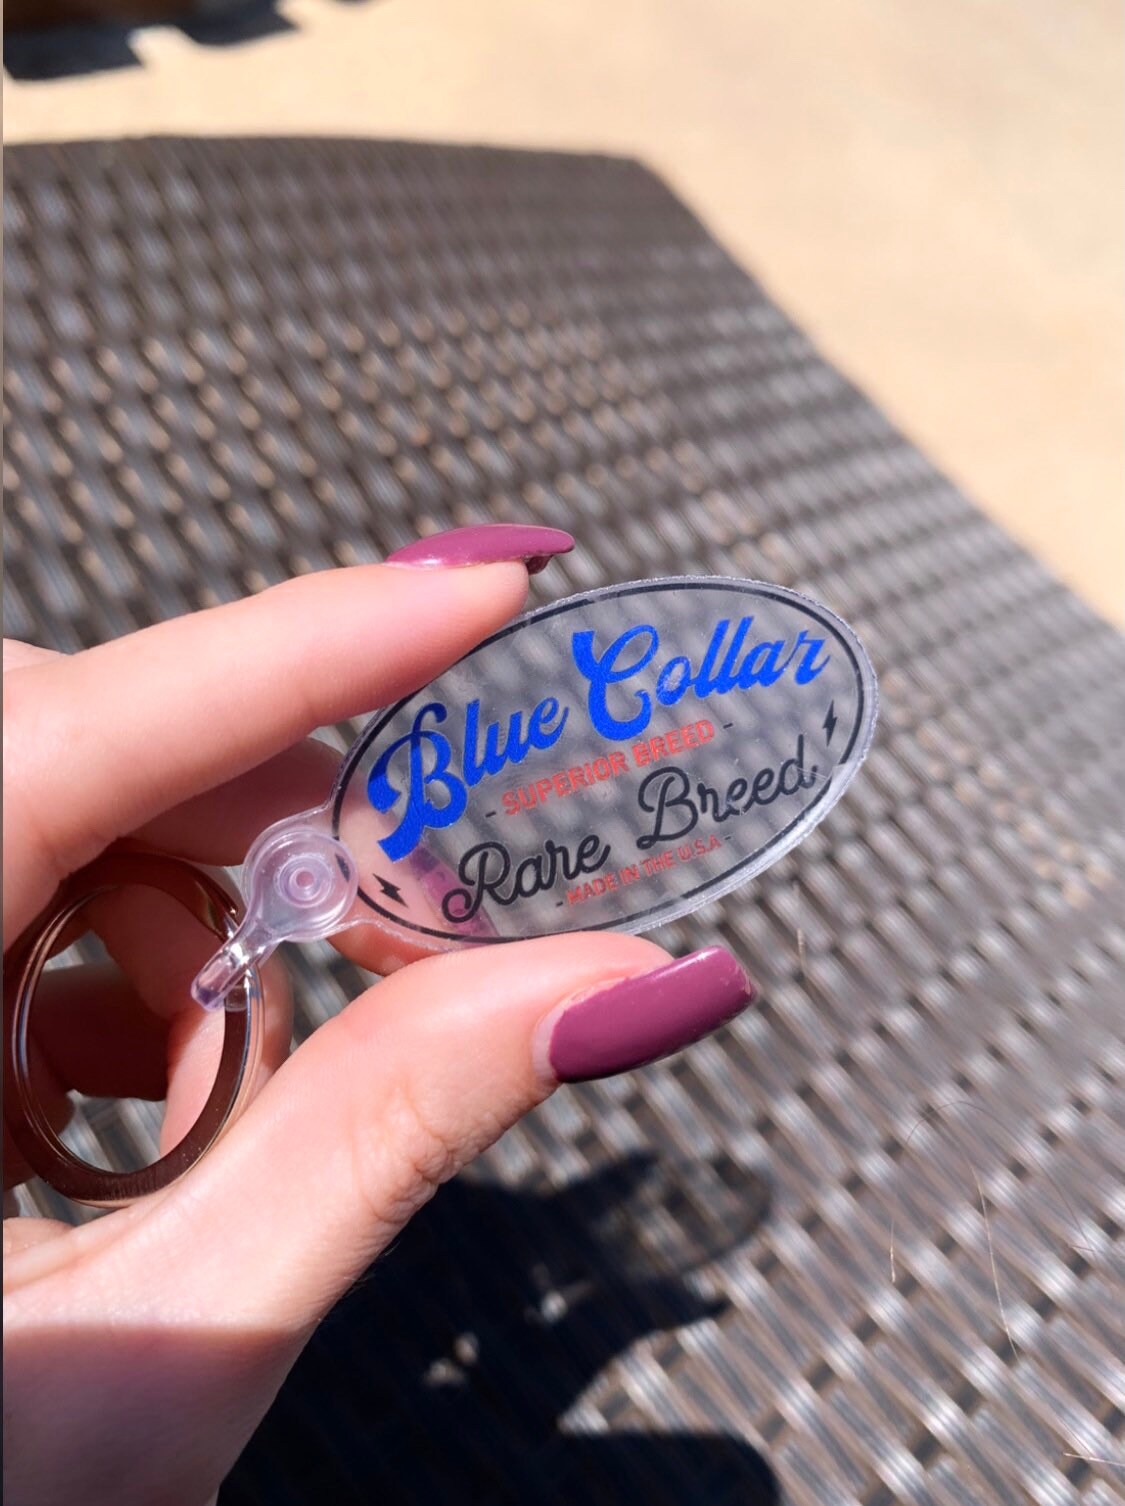 Blue Collar
- SUPERIOR BREED -
Rare Breed
- MADE IN THE U.S.A -